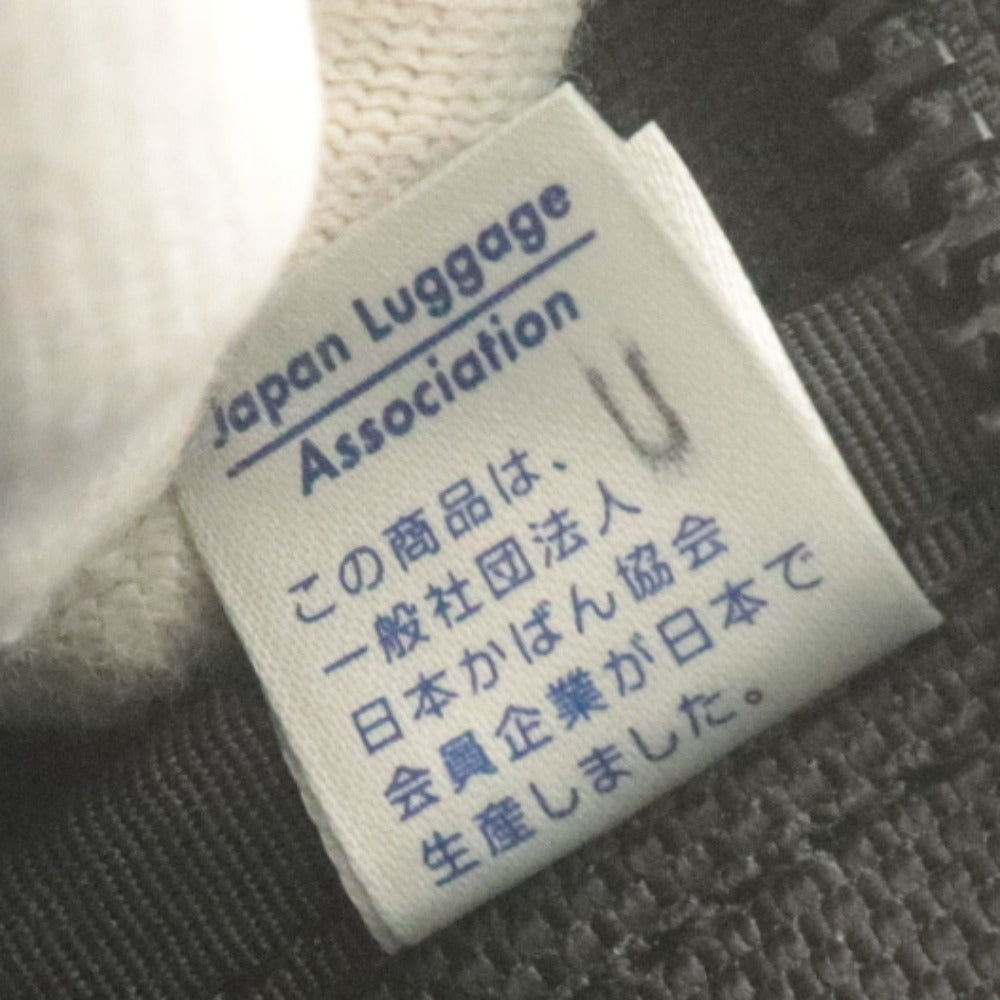 Japan Luggage
Association
U
この商品は、
一般社団法人
日本かばん協会
会員企業が日本で
生産しました。